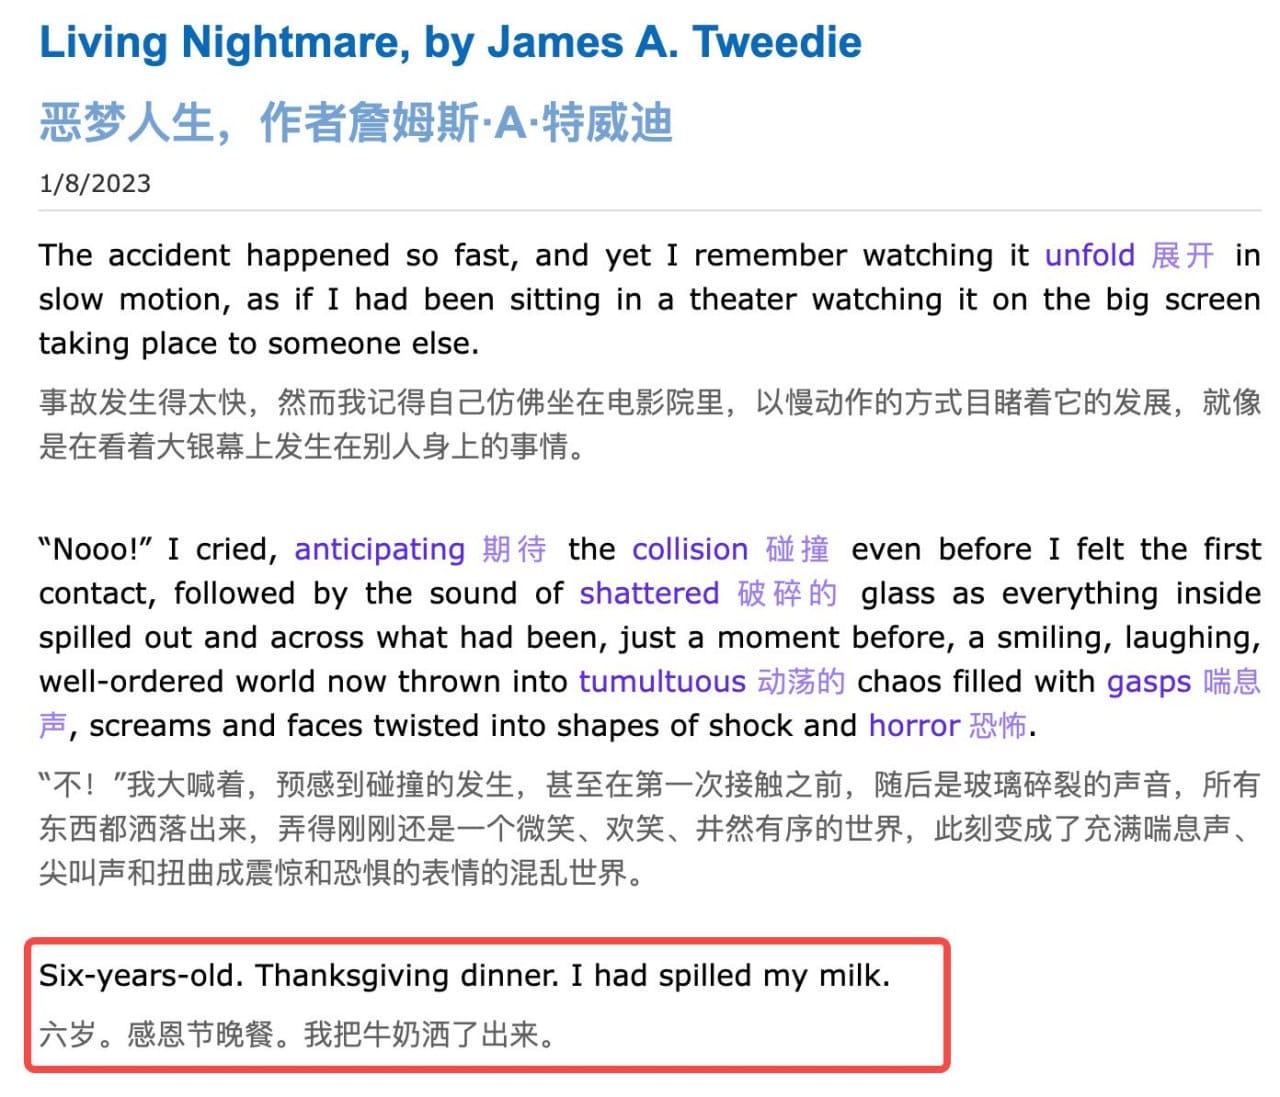 Living Nightmare, by James A. Tweedie
恶梦人生，作者詹姆斯·A·特威迪
1/8/2023
The accident happened so fast, and yet I remember watching it unfold 展开 in
slow motion, as if I had been sitting in a theater watching it on the big screen
taking place to someone else.
事故发生得太快，然而我记得自己仿佛坐在电影院里，以慢动作的方式目睹着它的发展，就像
是在看着大银幕上发生在别人身上的事情。
“Nooo!” I cried, anticipating 期待 the collision 碰撞 even before I felt the first
contact, followed by the sound of shattered 破碎的 glass as everything inside
spilled out and across what had been, just a moment before, a smiling, laughing,
well-ordered world now thrown into tumultuous 动荡的 chaos filled with gasps 喘息
声, screams and faces twisted into shapes of shock and horror 恐怖.
“不！”我大喊着，预感到碰撞的发生，甚至在第一次接触之前，随后是玻璃碎裂的声音，所有
东西都洒落出来，弄得刚刚还是一个微笑、欢笑、井然有序的世界，此刻变成了充满喘息声、
尖叫声和扭曲成震惊和恐惧的表情的混乱世界。
Six-years-old. Thanksgiving dinner. I had spilled my milk.
六岁。感恩节晚餐。我把牛奶洒了出来。